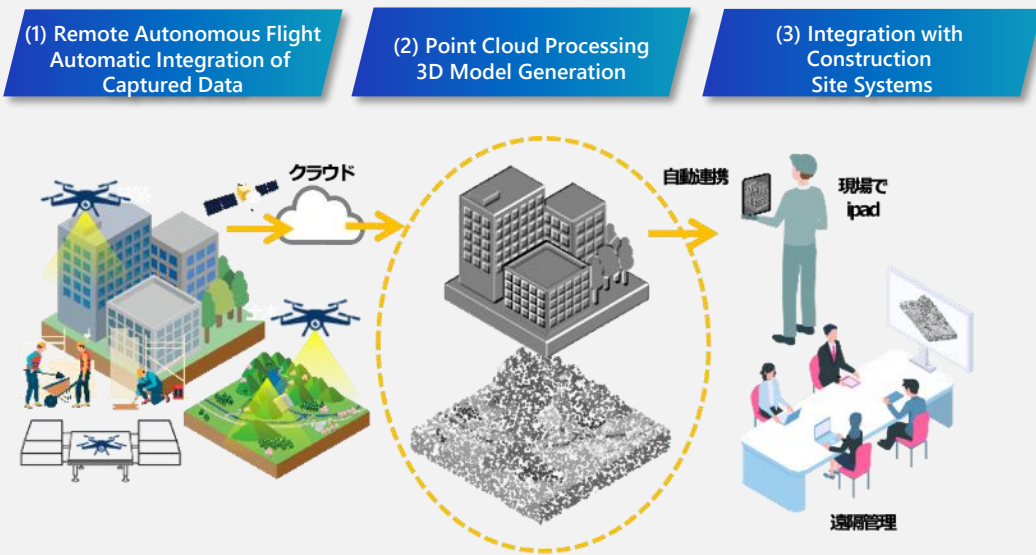 (1) Remote Autonomous Flight
Automatic Integration of
Captured Data
(2) Point Cloud Processing
3D Model Generation
(3) Integration with
Construction
Site Systems
クラウド
自動連携
現場で
ipad
遠隔管理